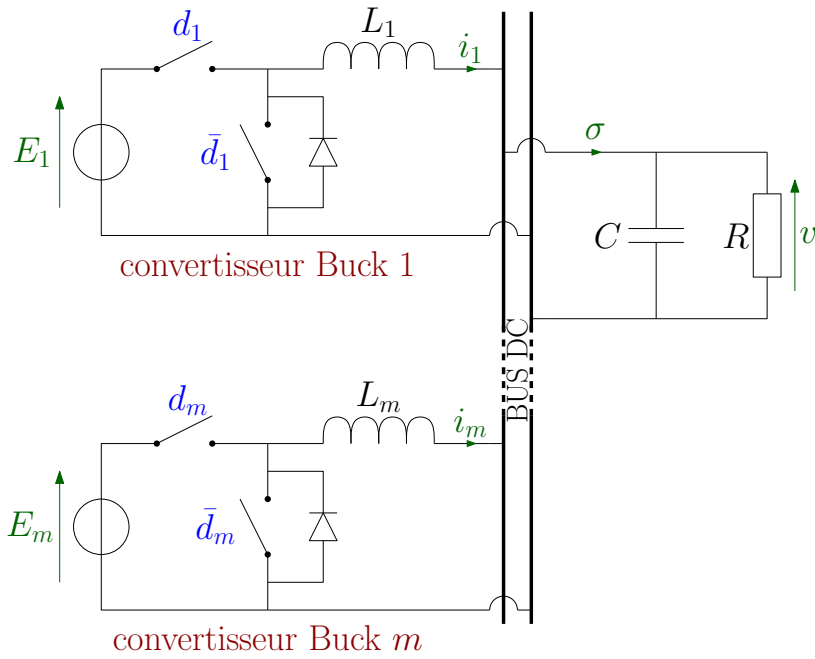 d₁
L₁
i₁
E₁
d̄₁
σ
C
R
v
convertisseur Buck 1
BUS DC
dₘ
Lₘ
iₘ
Eₘ
d̄ₘ
convertisseur Buck m